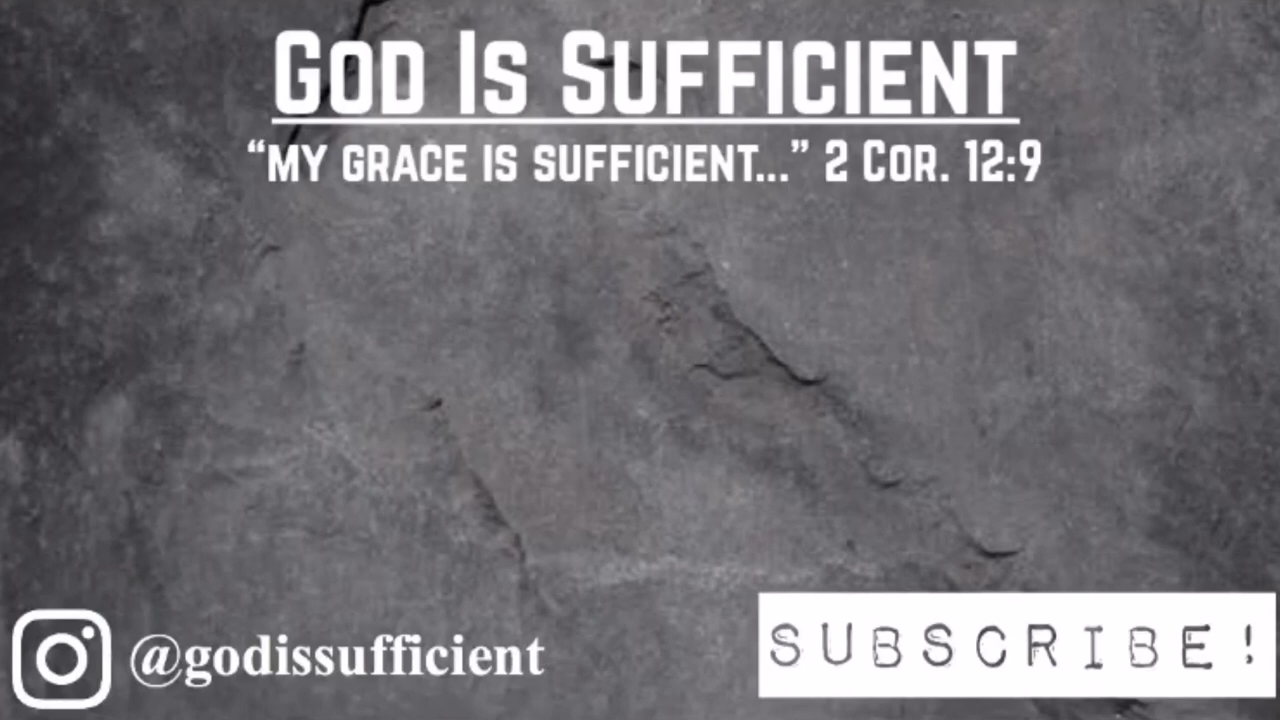 God Is Sufficient
“my grace is sufficient...” 2 Cor. 12:9
@godissufficient
SUBSCRIBE!